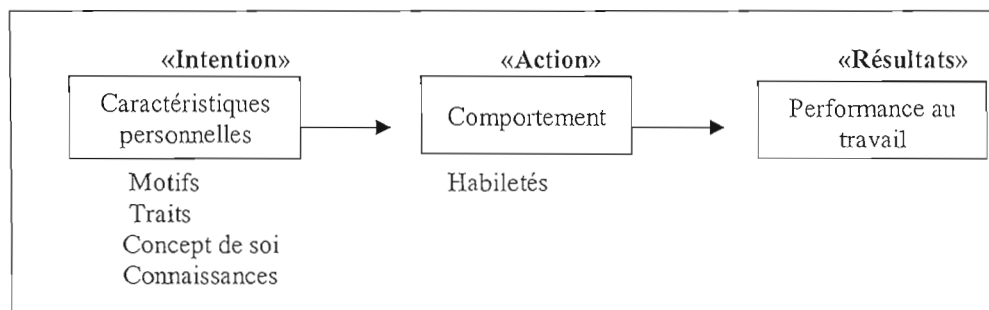 «Intention»
«Action»
«Résultats»
Caractéristiques
personnelles
Comportement
Performance au
travail
Motifs
Traits
Concept de soi
Connaissances
Habiletés